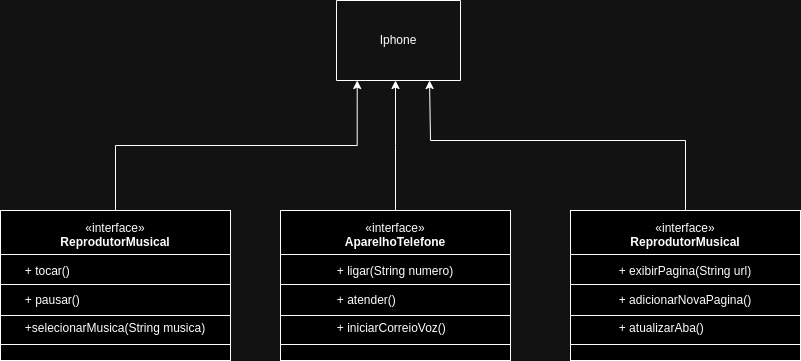 Iphone
«interface»
ReprodutorMusical
+ tocar()
+ pausar()
+selecionarMusica(String musica)
«interface»
AparelhoTelefone
+ ligar(String numero)
+ atender()
+ iniciarCorreioVoz()
«interface»
ReprodutorMusical
+ exibirPagina(String url)
+ adicionarNovaPagina()
+ atualizarAba()